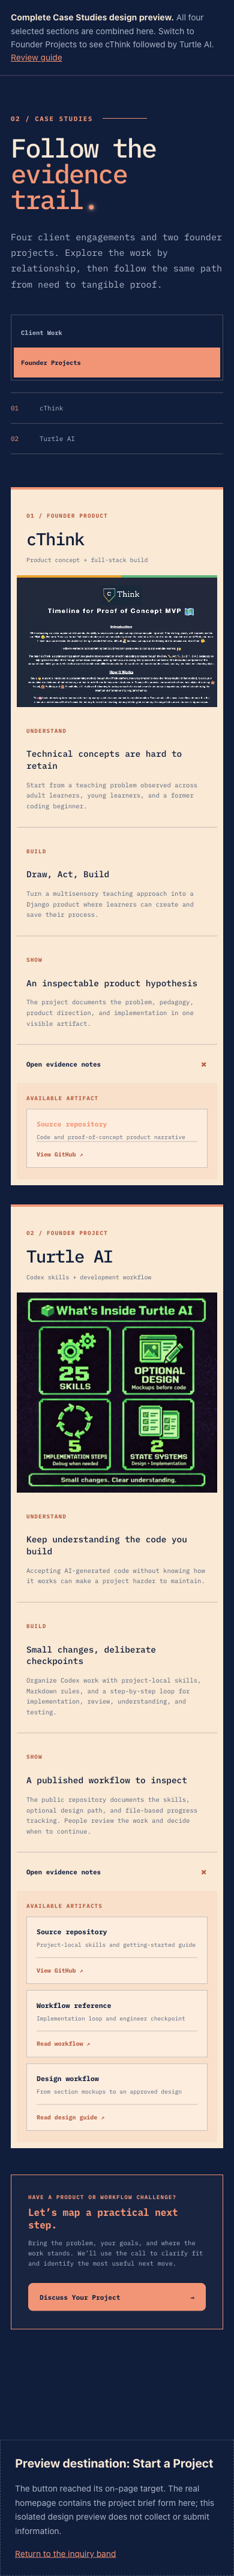 Complete Case Studies design preview. All four
selected sections are combined here. Switch to
Founder Projects to see cThink followed by Turtle AI.
Review guide
02 / CASE STUDIES
Follow the
evidence
trail.
Four client engagements and two founder
projects. Explore the work by
relationship, then follow the same path
from need to tangible proof.
Client Work
Founder Projects
01 cThink
02 Turtle AI
01 / FOUNDER PRODUCT
cThink
Product concept + full-stack build
C Think
Timeline for Proof of Concept MVP
Introduction
How It Works
UNDERSTAND
Technical concepts are hard to
retain
Start from a teaching problem observed across
adult learners, young learners, and a former
coding beginner.
BUILD
Draw, Act, Build
Turn a multisensory teaching approach into a
Django product where learners can create and
save their process.
SHOW
An inspectable product hypothesis
The project documents the problem, pedagogy,
product direction, and implementation in one
visible artifact.
Open evidence notes ×
AVAILABLE ARTIFACT
Source repository
Code and proof-of-concept product narrative
View GitHub ↗
02 / FOUNDER PROJECT
Turtle AI
Codex skills + development workflow
What's Inside Turtle AI
25
SKILLS
OPTIONAL
DESIGN
Mockups before code
5
IMPLEMENTATION STEPS
Debug when needed
2
STATE SYSTEMS
Design + Implementation
Small changes. Clear understanding.
UNDERSTAND
Keep understanding the code you
build
Accepting AI-generated code without knowing how
it works can make a project harder to maintain.
BUILD
Small changes, deliberate
checkpoints
Organize Codex work with project-local skills,
Markdown rules, and a step-by-step loop for
implementation, review, understanding, and
testing.
SHOW
A published workflow to inspect
The public repository documents the skills,
optional design path, and file-based progress
tracking. People review the work and decide
when to continue.
Open evidence notes ×
AVAILABLE ARTIFACTS
Source repository
Project-local skills and getting-started guide
View GitHub ↗
Workflow reference
Implementation loop and engineer checkpoint
Read workflow ↗
Design workflow
From section mockups to an approved design
Read design guide ↗
HAVE A PRODUCT OR WORKFLOW CHALLENGE?
Let's map a practical next
step.
Bring the problem, your goals, and where the
work stands. We'll use the call to clarify fit
and identify the most useful next move.
Discuss Your Project →
Preview destination: Start a Project
The button reached its on-page target. The real
homepage contains the project brief form here; this
isolated design preview does not collect or submit
information.
Return to the inquiry band